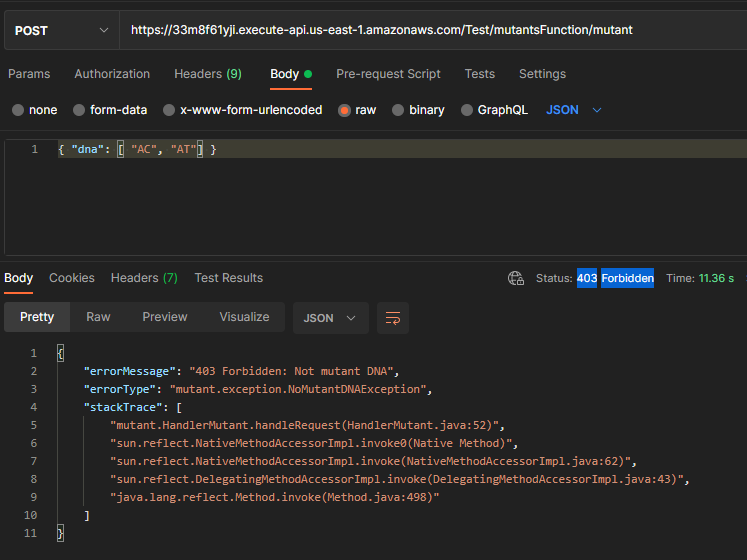 POST https://33m8f61yji.execute-api.us-east-1.amazonaws.com/Test/mutantsFunction/mutant
Params Authorization Headers (9) Body Pre-request Script Tests Settings
none form-data x-www-form-urlencoded raw binary GraphQL JSON
1 { "dna": [ "AC", "AT"] }
Body Cookies Headers (7) Test Results Status: 403 Forbidden Time: 11.36 s
Pretty Raw Preview Visualize JSON
1 {
2 "errorMessage": "403 Forbidden: Not mutant DNA",
3 "errorType": "mutant.exception.NoMutantDNAException",
4 "stackTrace": [
5 "mutant.HandlerMutant.handleRequest(HandlerMutant.java:52)",
6 "sun.reflect.NativeMethodAccessorImpl.invoke0(Native Method)",
7 "sun.reflect.NativeMethodAccessorImpl.invoke(NativeMethodAccessorImpl.java:62)",
8 "sun.reflect.DelegatingMethodAccessorImpl.invoke(DelegatingMethodAccessorImpl.java:43)",
9 "java.lang.reflect.Method.invoke(Method.java:498)"
10 ]
11 }